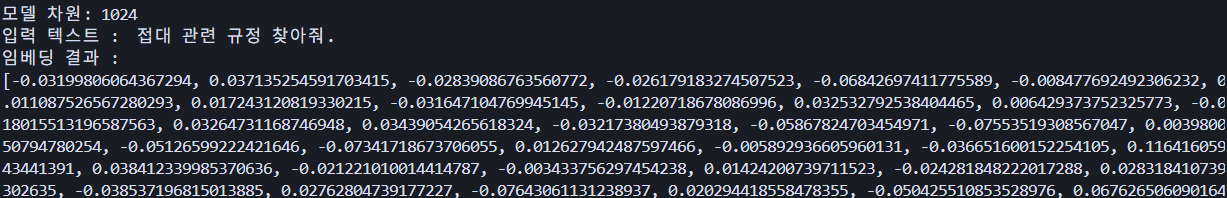 모델 차원: 1024
입력 텍스트 :  접대 관련 규정 찾아줘.
임베딩 결과 :
[-0.03199806064367294, 0.037135254591703415, -0.02839086763560772, -0.026179183274507523, -0.06842697411775589, -0.008477692492306232, 0
.011087526567280293, 0.017243120819330215, -0.031647104769945145, -0.01220718678086996, 0.032532792538404465, 0.006429373752325773, -0.0
18015513196587563, 0.03264731168746948, 0.03439054265618324, -0.03217380493879318, -0.05867824703454971, -0.07553519308567047, 0.0039800
50794780254, -0.05126599222421646, -0.07341718673706055, 0.012627942487597466, -0.005892936605960131, -0.036651600152254105, 0.116416059
43441391, 0.038412339985370636, -0.021221010014414787, -0.003433756297454238, 0.01424200739711523, -0.024281848222017288, 0.028318410739
302635, -0.038537196815013885, 0.02762804739177227, -0.07643061131238937, 0.020294418558478355, -0.050425510853528976, 0.067626506090164